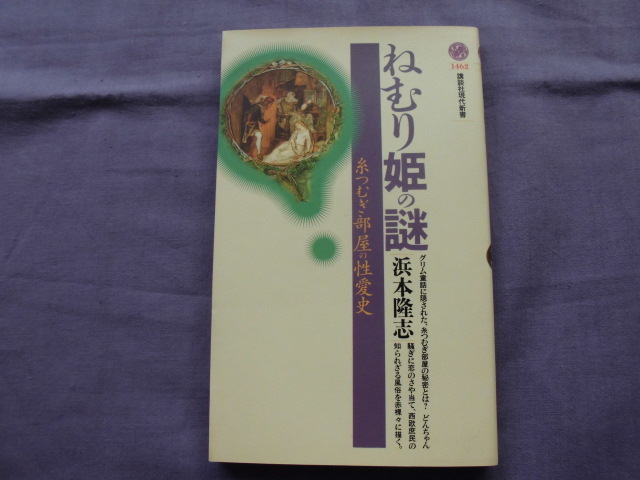 1462
講談社現代新書
ねむり姫の謎
糸つむぎ部屋の性愛史
浜本隆志
グリム童話に隠された、糸つむぎ部屋の秘密とは? どんちゃん
騒ぎに恋のさや当て、西欧庶民の
知られざる風俗を赤裸々に描く。